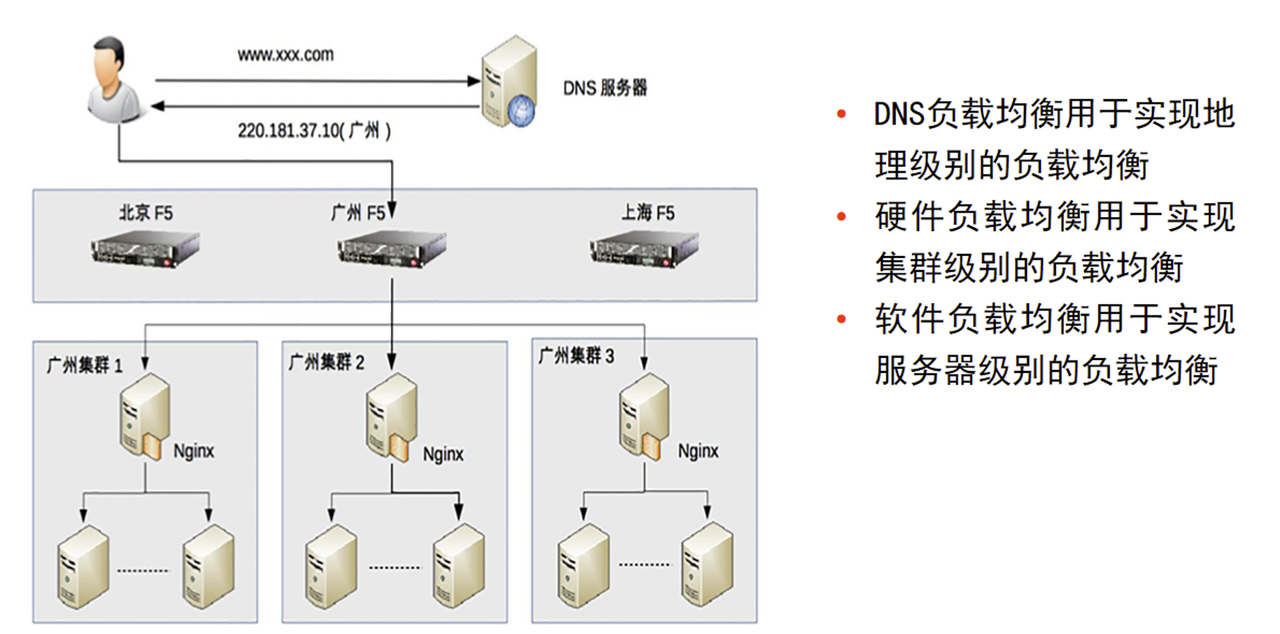 www.xxx.com
DNS 服务器
220.181.37.10( 广州 )
北京 F5
广州 F5
上海 F5
广州集群 1
广州集群 2
广州集群 3
Nginx
Nginx
Nginx
• DNS负载均衡用于实现地
理级别的负载均衡
• 硬件负载均衡用于实现
集群级别的负载均衡
• 软件负载均衡用于实现
服务器级别的负载均衡